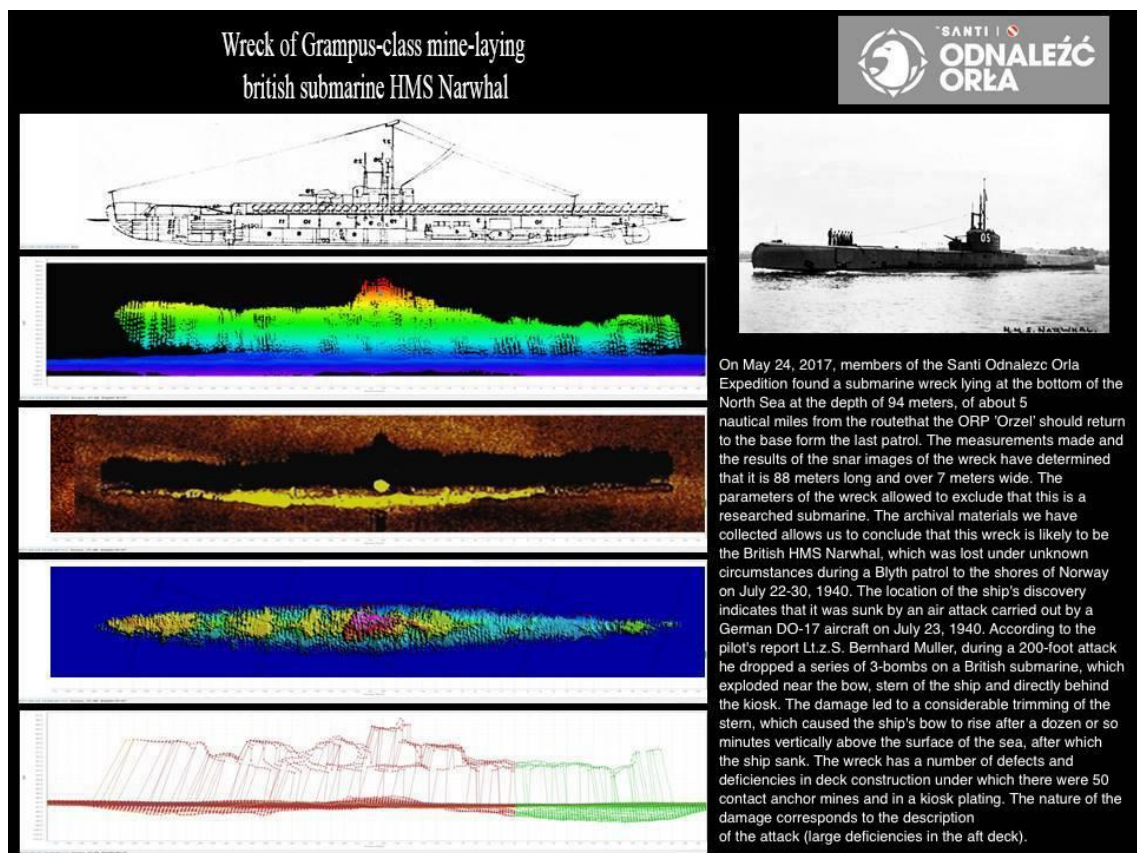 Wreck of Grampus-class mine-laying
british submarine HMS Narwhal
SANTI
ODNALEŹĆ
ORŁA
05
H.M.S. NARWHAL.
On May 24, 2017, members of the Santi Odnalezc Orla
Expedition found a submarine wreck lying at the bottom of the
North Sea at the depth of 94 meters, of about 5
nautical miles from the routethat the ORP 'Orzel' should return
to the base form the last patrol. The measurements made and
the results of the snar images of the wreck have determined
that it is 88 meters long and over 7 meters wide. The
parameters of the wreck allowed to exclude that this is a
researched submarine. The archival materials we have
collected allows us to conclude that this wreck is likely to be
the British HMS Narwhal, which was lost under unknown
circumstances during a Blyth patrol to the shores of Norway
on July 22-30, 1940. The location of the ship's discovery
indicates that it was sunk by an air attack carried out by a
German DO-17 aircraft on July 23, 1940. According to the
pilot's report Lt.z.S. Bernhard Muller, during a 200-foot attack
he dropped a series of 3-bombs on a British submarine, which
exploded near the bow, stern of the ship and directly behind
the kiosk. The damage led to a considerable trimming of the
stern, which caused the ship's bow to rise after a dozen or so
minutes vertically above the surface of the sea, after which
the ship sank. The wreck has a number of defects and
deficiencies in deck construction under which there were 50
contact anchor mines and in a kiosk plating. The nature of the
damage corresponds to the description
of the attack (large deficiencies in the aft deck).